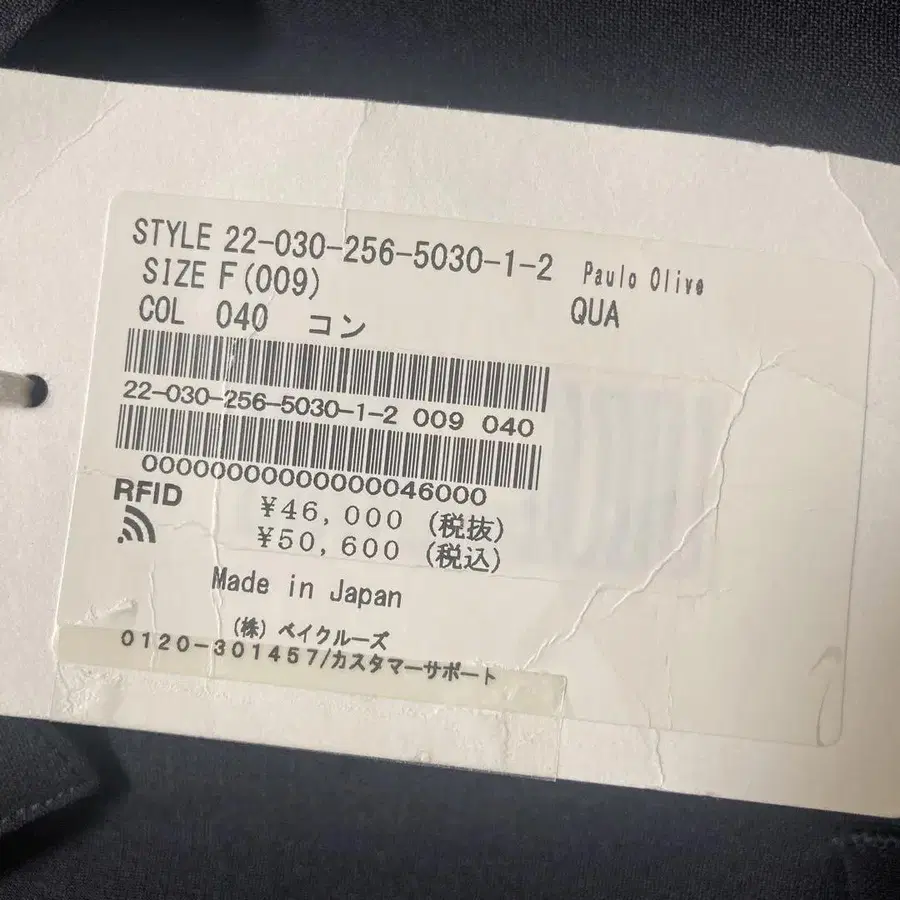 STYLE 22-030-256-5030-1-2 Paulo Olive
SIZE F(009) QUA
COL 040 コン
22-030-256-5030-1-2 009 040
00000000000000046000
RFID
¥46,000 (税抜)
¥50,600 (税込)
Made in Japan
(株) ベイクルーズ
0120-301457/カスタマーサポート